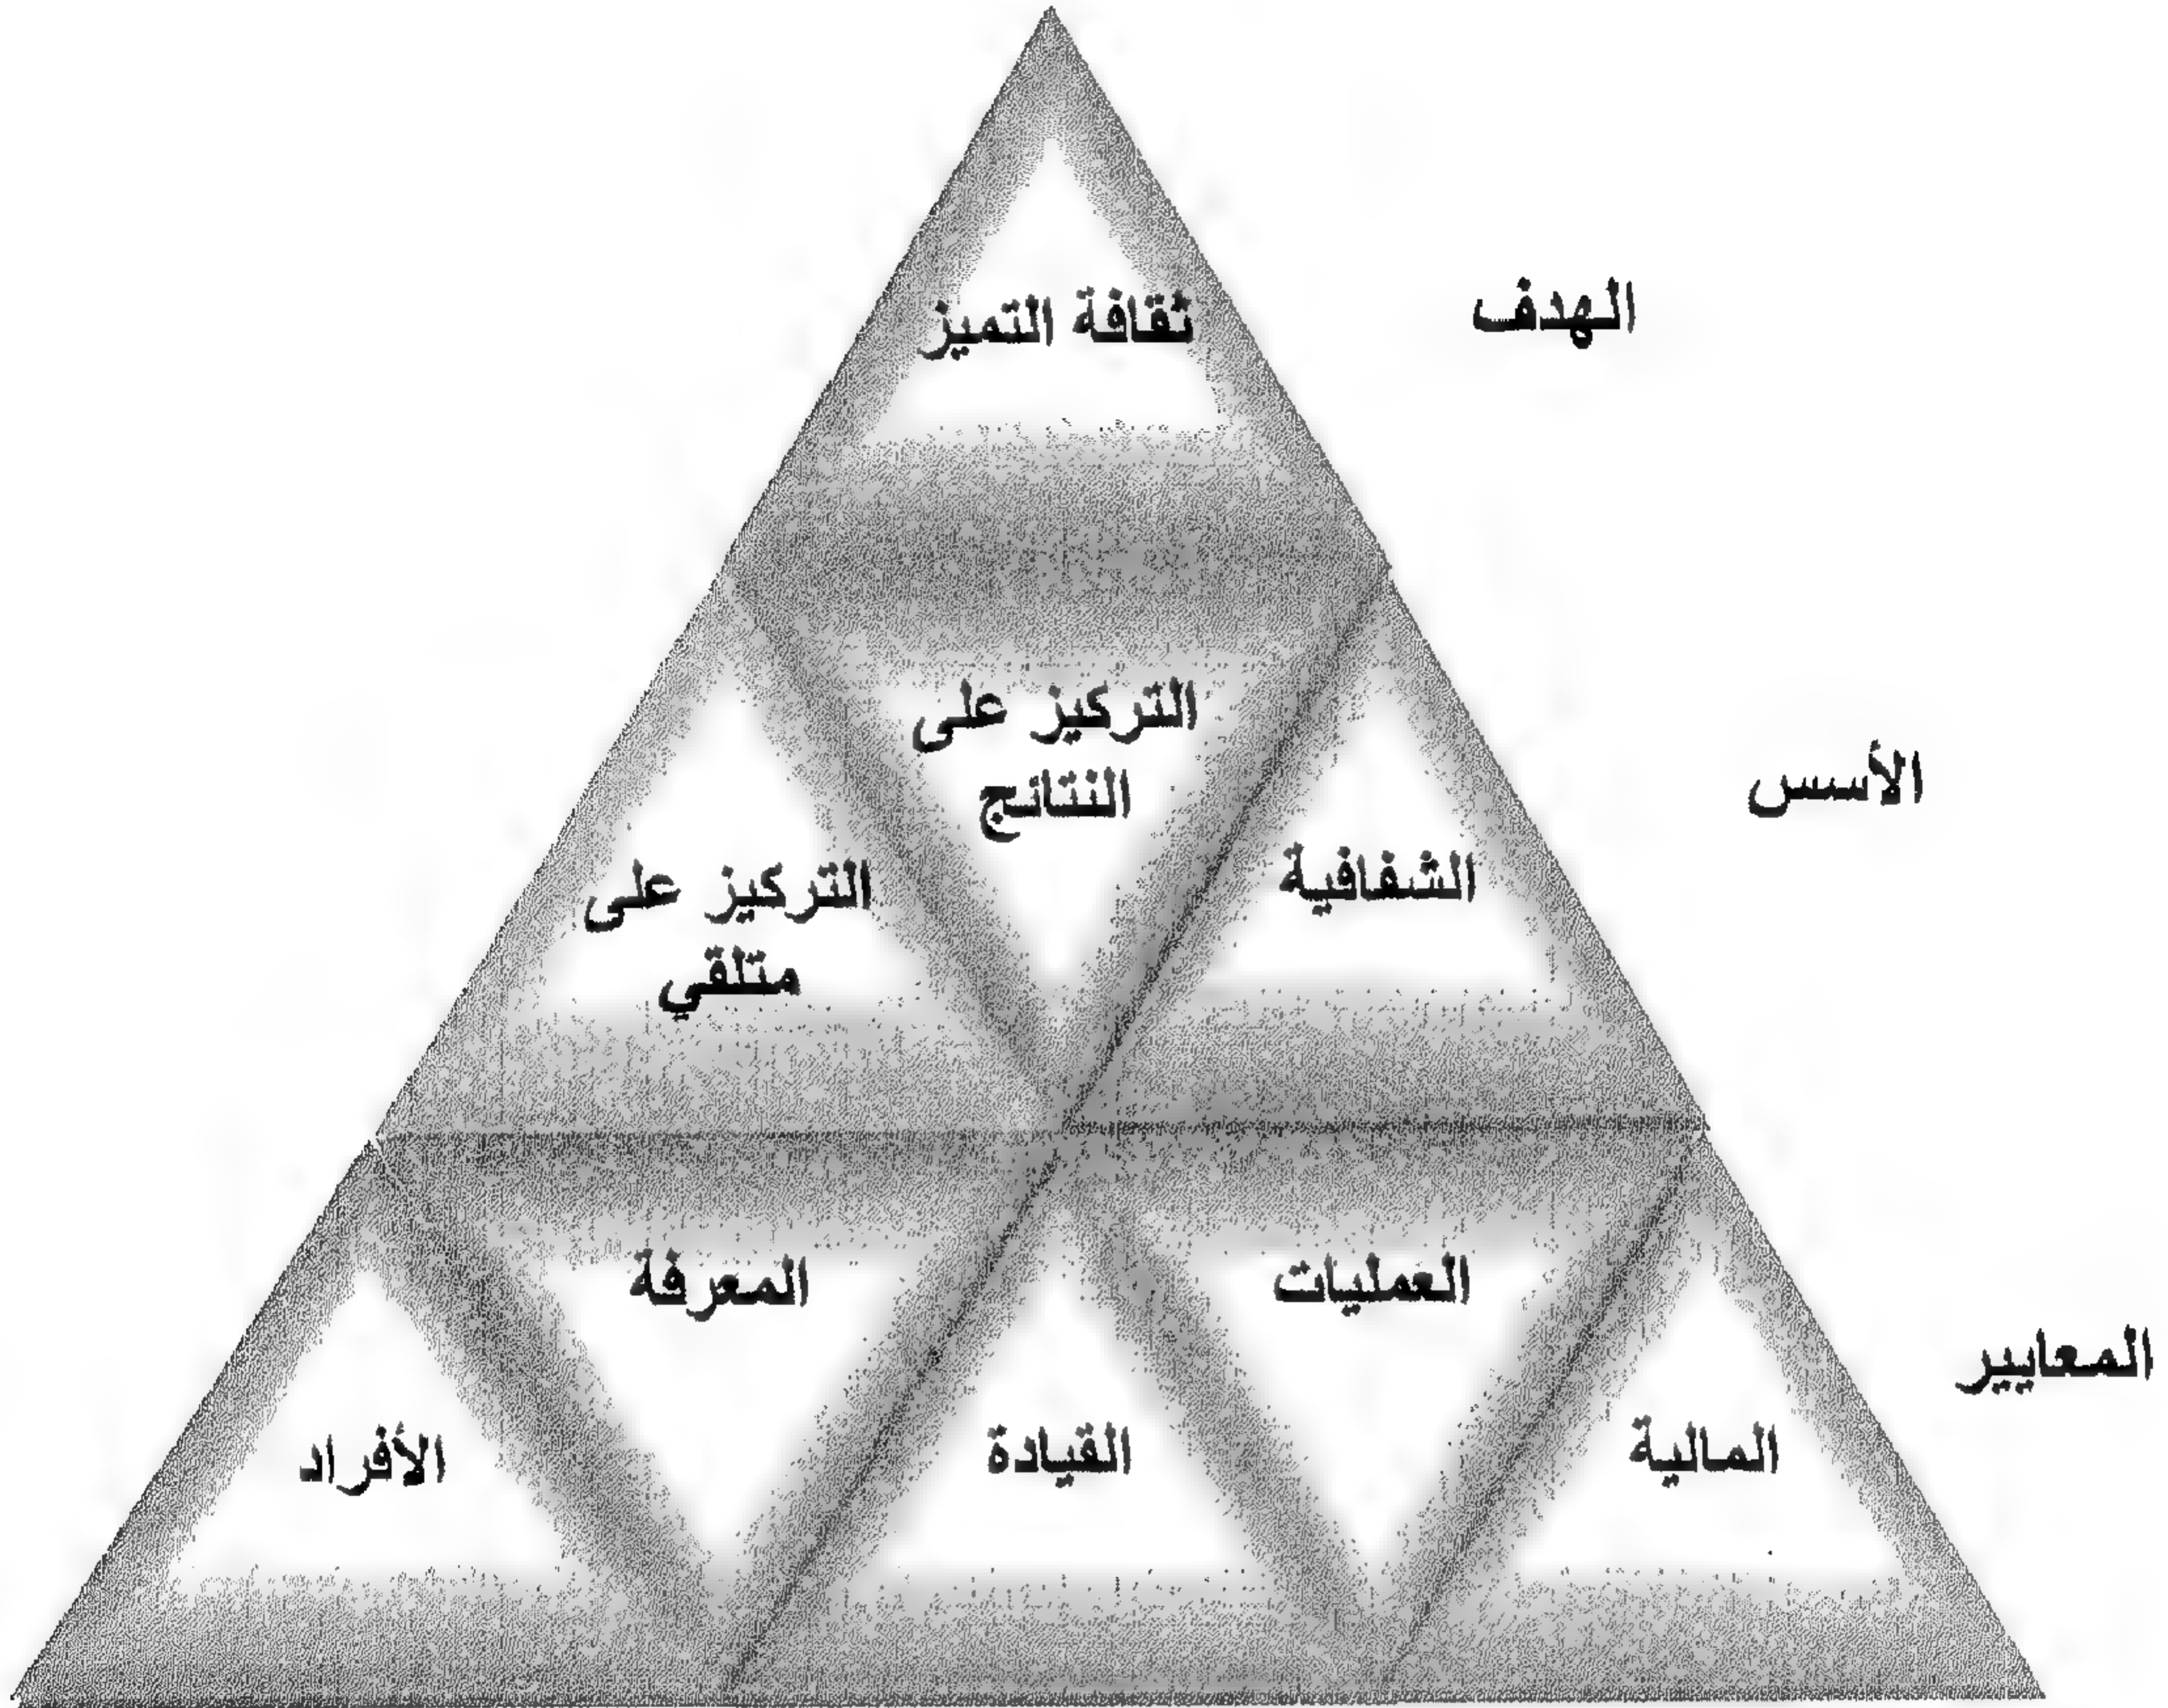 ثقافة التميز
الهدف
التركيز على
النتائج
الأسس
الشفافية
التركيز على
متلقي
العمليات
المعرفة
المعايير
المالية
القيادة
الأفراد